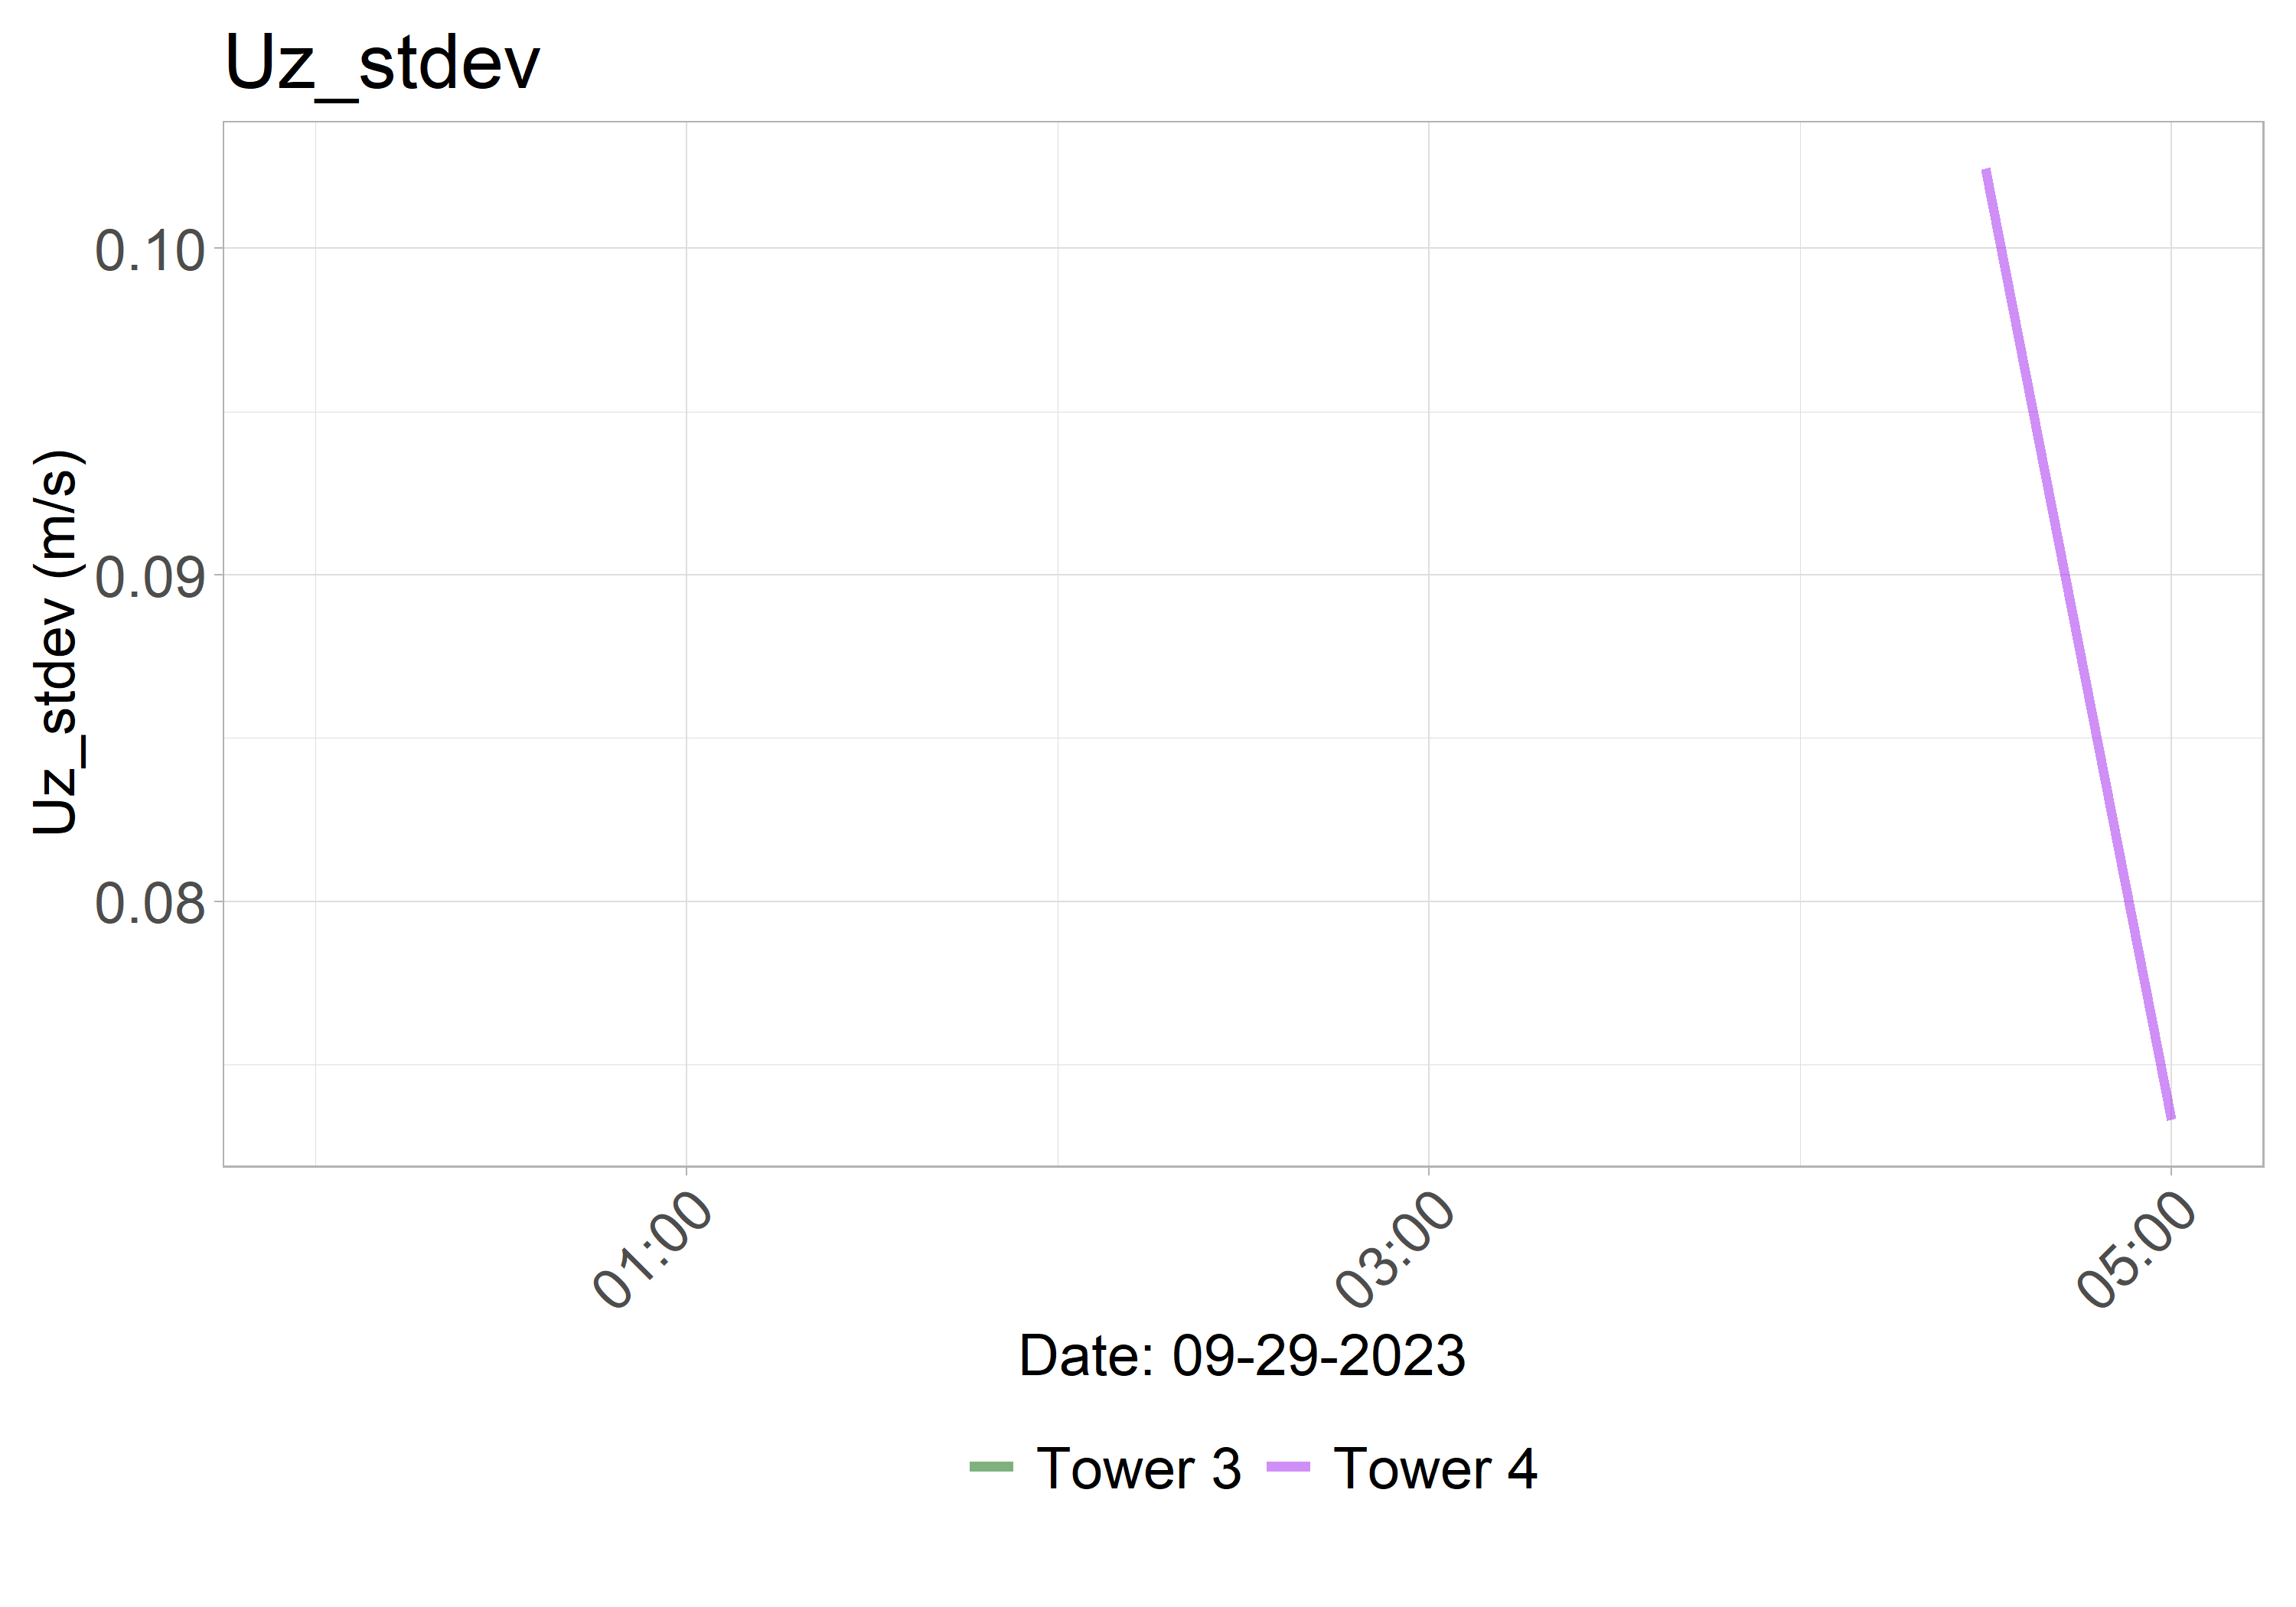 Uz_stdev
Uz_stdev (m/s)
0.10
0.09
0.08
01:00 03:00 05:00
Date: 09-29-2023
Tower 3 Tower 4